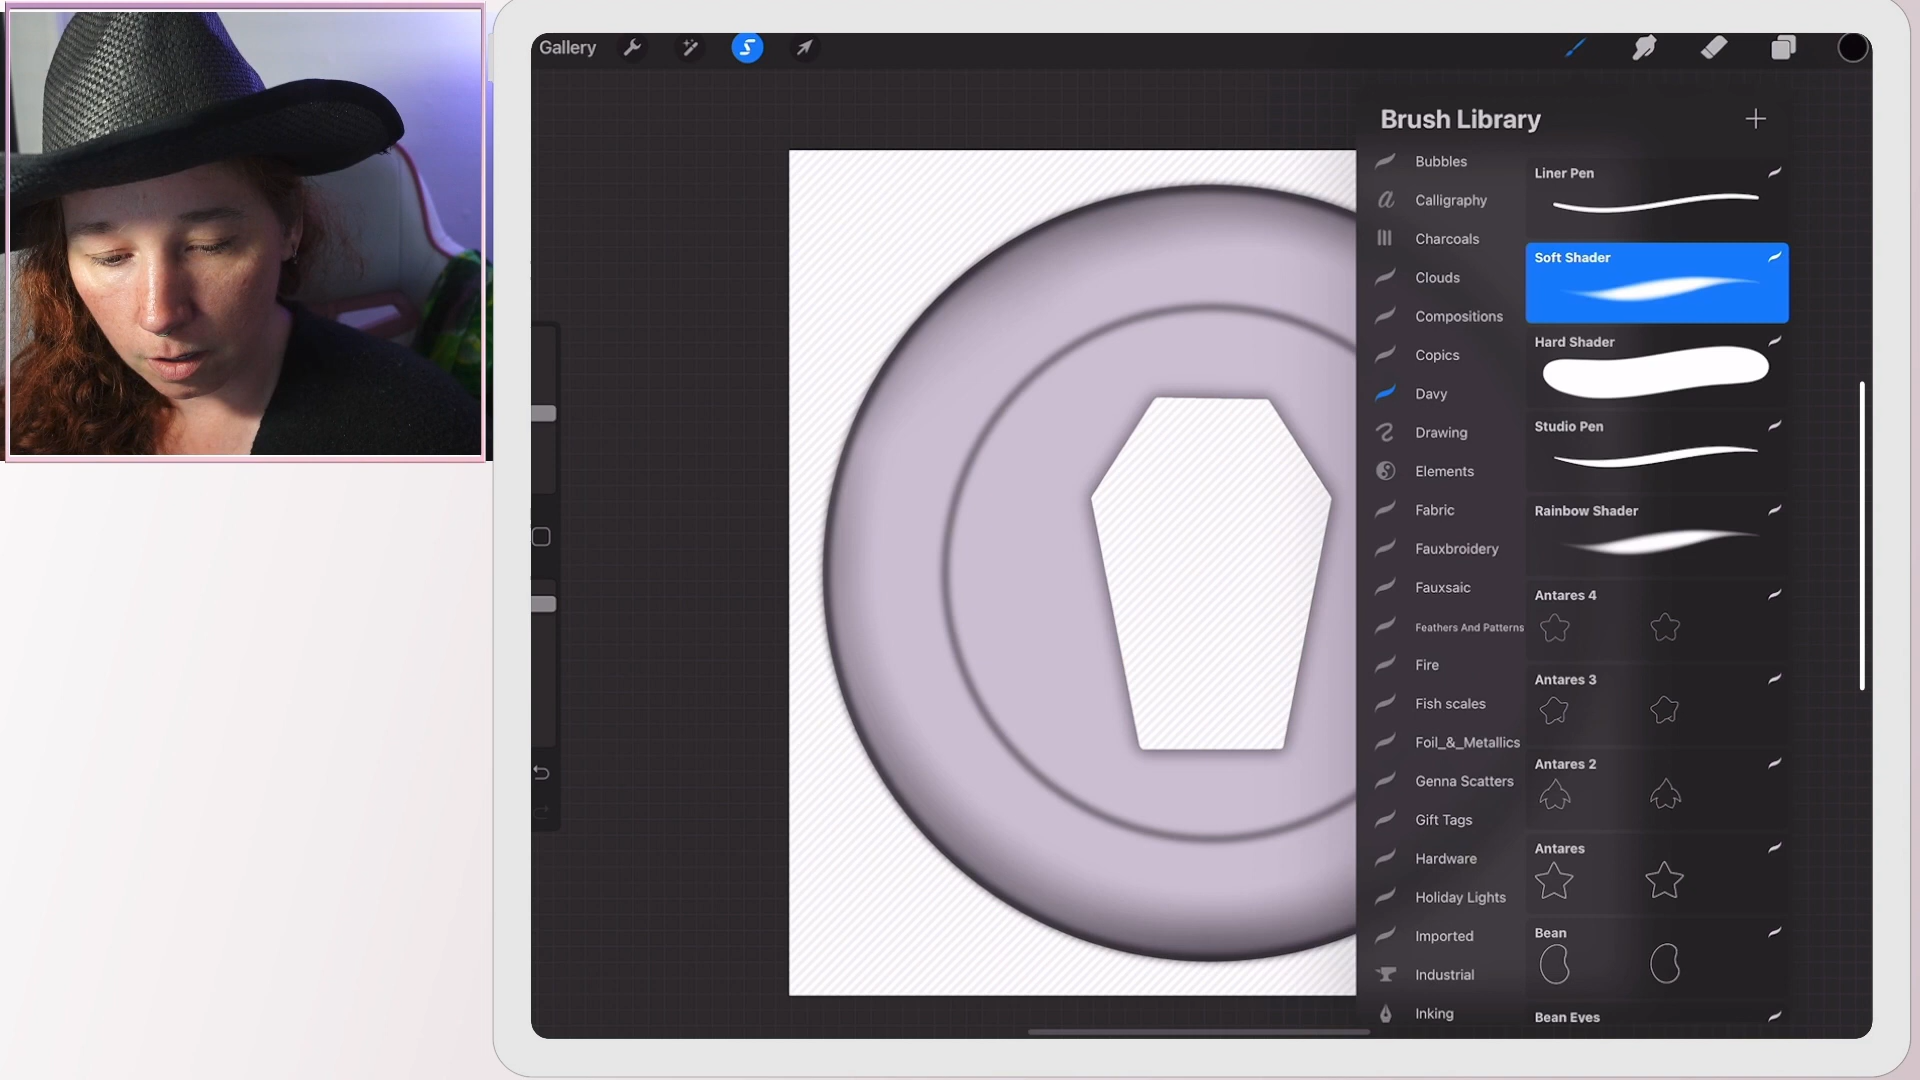 Gallery
Brush Library
Bubbles
Calligraphy
Charcoals
Clouds
Compositions
Copics
Davy
Drawing
Elements
Fabric
Fauxbroidery
Fauxsaic
Feathers And Patterns
Fire
Fish scales
Foil_&_Metallics
Genna Scatters
Gift Tags
Hardware
Holiday Lights
Imported
Industrial
Inking
Liner Pen
Soft Shader
Hard Shader
Studio Pen
Rainbow Shader
Antares 4
Antares 3
Antares 2
Antares
Bean
Bean Eyes